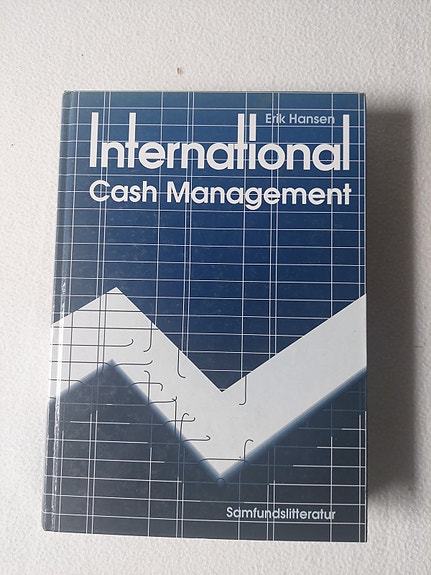 Erik Hansen
International
Cash Management
Samfundslitteratur